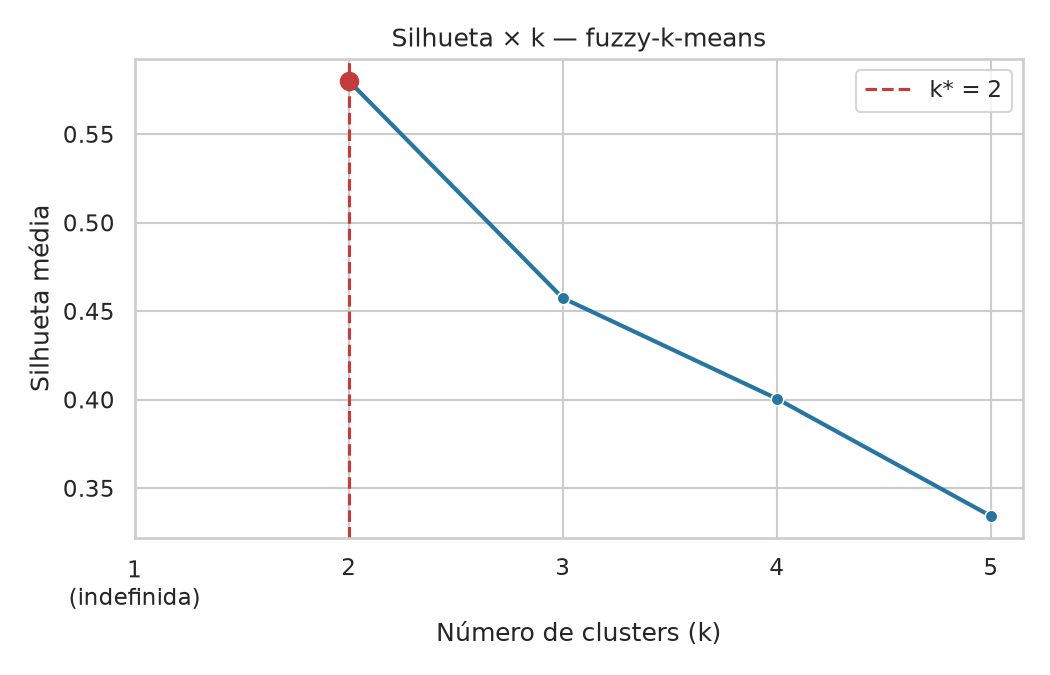 Silhueta × k — fuzzy-k-means
k* = 2
Silhueta média
0.55
0.50
0.45
0.40
0.35
1
(indefinida)
2
3
4
5
Número de clusters (k)